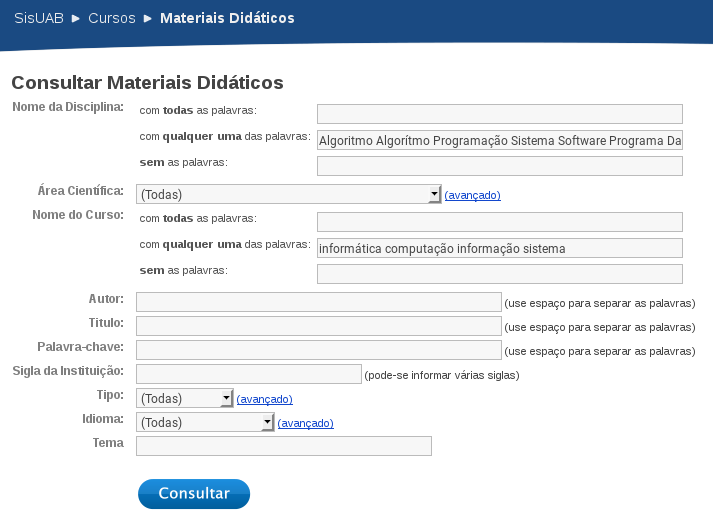 SisUAB ► Cursos ► Materiais Didáticos
Consultar Materiais Didáticos
Nome da Disciplina: com todas as palavras:
com qualquer uma das palavras: Algoritmo Algorítmo Programação Sistema Software Programa Da
sem as palavras:
Área Científica: (Todas) (avançado)
Nome do Curso: com todas as palavras:
com qualquer uma das palavras: informática computação informação sistema
sem as palavras:
Autor: (use espaço para separar as palavras)
Título: (use espaço para separar as palavras)
Palavra-chave: (use espaço para separar as palavras)
Sigla da Instituição: (pode-se informar várias siglas)
Tipo: (Todas) (avançado)
Idioma: (Todas) (avançado)
Tema
Consultar